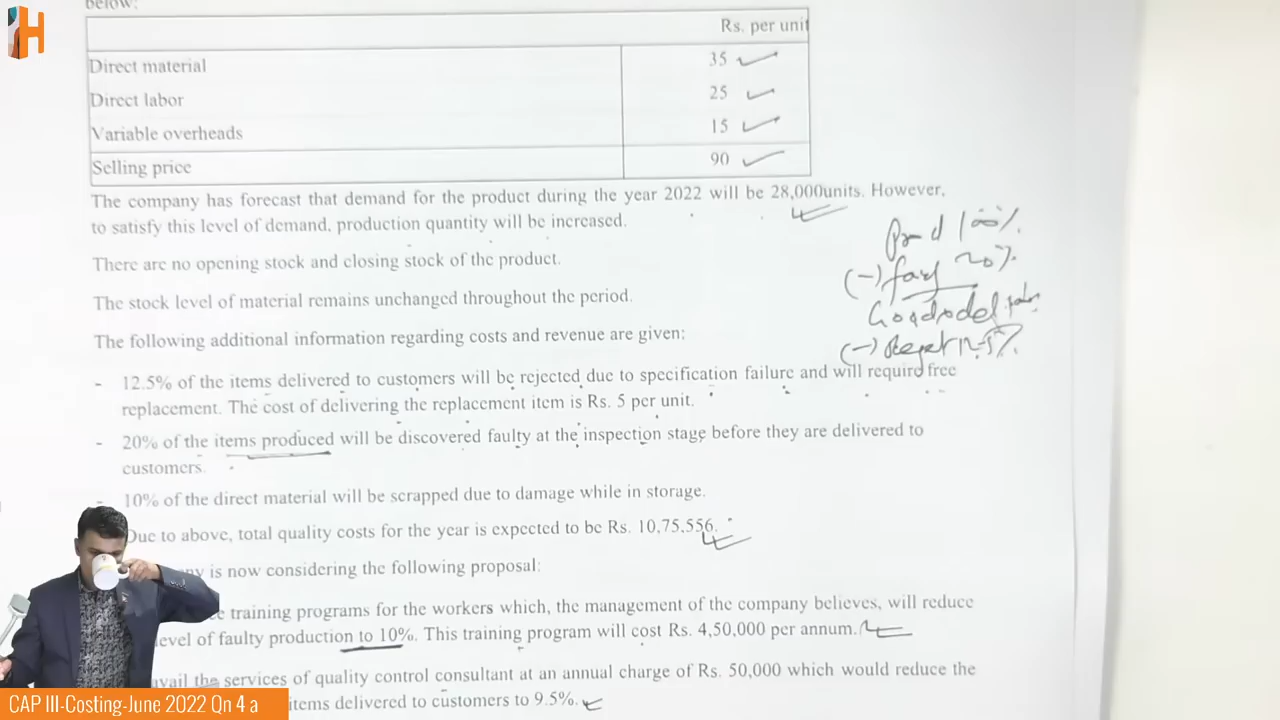 below:
Rs. per unit
Direct material 35
Direct labor 25
Variable overheads 15
Selling price 90
The company has forecast that demand for the product during the year 2022 will be 28,000units. However,
to satisfy this level of demand, production quantity will be increased.
There are no opening stock and closing stock of the product.
The stock level of material remains unchanged throughout the period.
The following additional information regarding costs and revenue are given:
- 12.5% of the items delivered to customers will be rejected due to specification failure and will required free
replacement. The cost of delivering the replacement item is Rs. 5 per unit.
- 20% of the items produced will be discovered faulty at the inspection stage before they are delivered to
customers.
- 10% of the direct material will be scrapped due to damage while in storage.
Due to above, total quality costs for the year is expected to be Rs. 10,75,556.
is now considering the following proposal:
training programs for the workers which, the management of the company believes, will reduce
level of faulty production to 10%. This training program will cost Rs. 4,50,000 per annum.
the services of quality control consultant at an annual charge of Rs. 50,000 which would reduce the
items delivered to customers to 9.5%.
100%
(-) 20%
(-) 12.5%
H
CAP III-Costing-June 2022 Qn 4 a